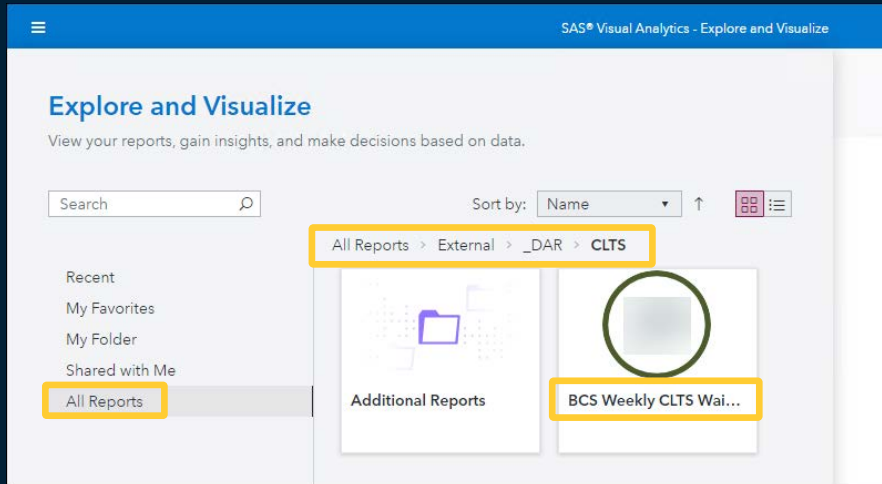 SAS® Visual Analytics - Explore and Visualize
Explore and Visualize
View your reports, gain insights, and make decisions based on data.
Search
Sort by: Name
All Reports > External > _DAR > CLTS
Recent
My Favorites
My Folder
Shared with Me
All Reports
Additional Reports
BCS Weekly CLTS Wai...